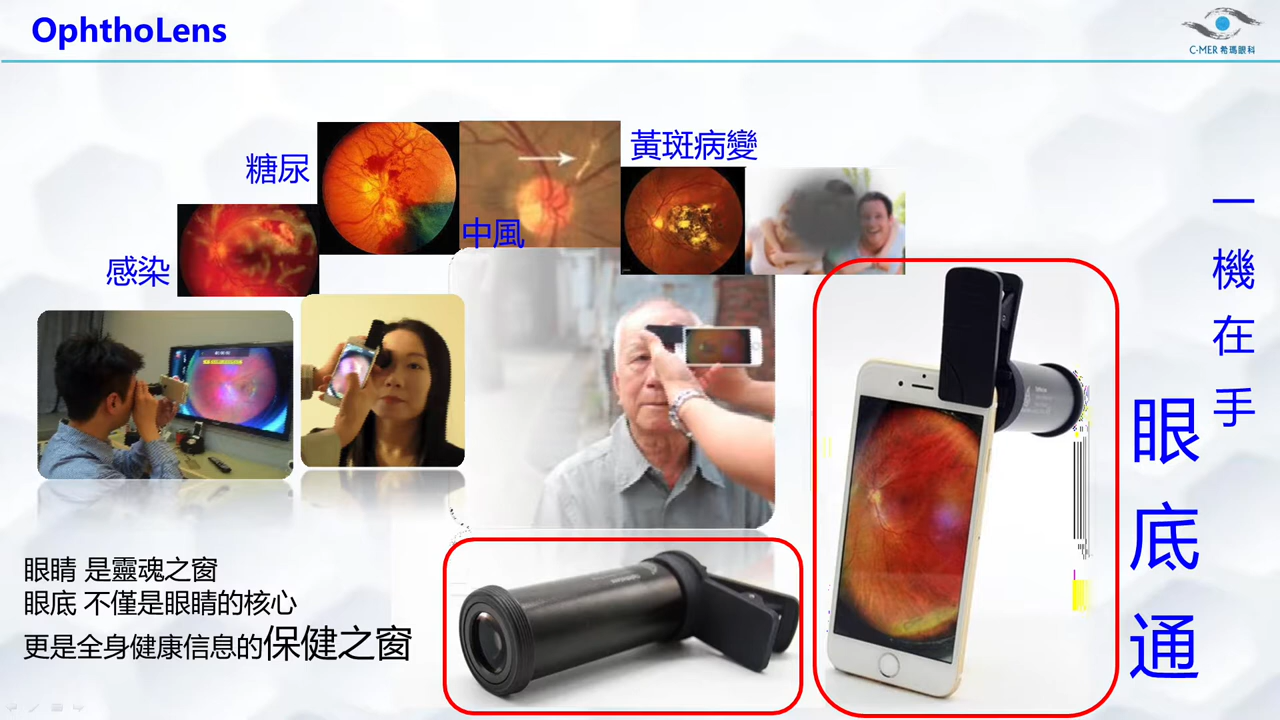 OphthoLens
C-MER 希瑪眼科
糖尿
黃斑病變
中風
感染
一機在手
眼底通
眼睛 是靈魂之窗
眼底 不僅是眼睛的核心
更是全身健康信息的保健之窗